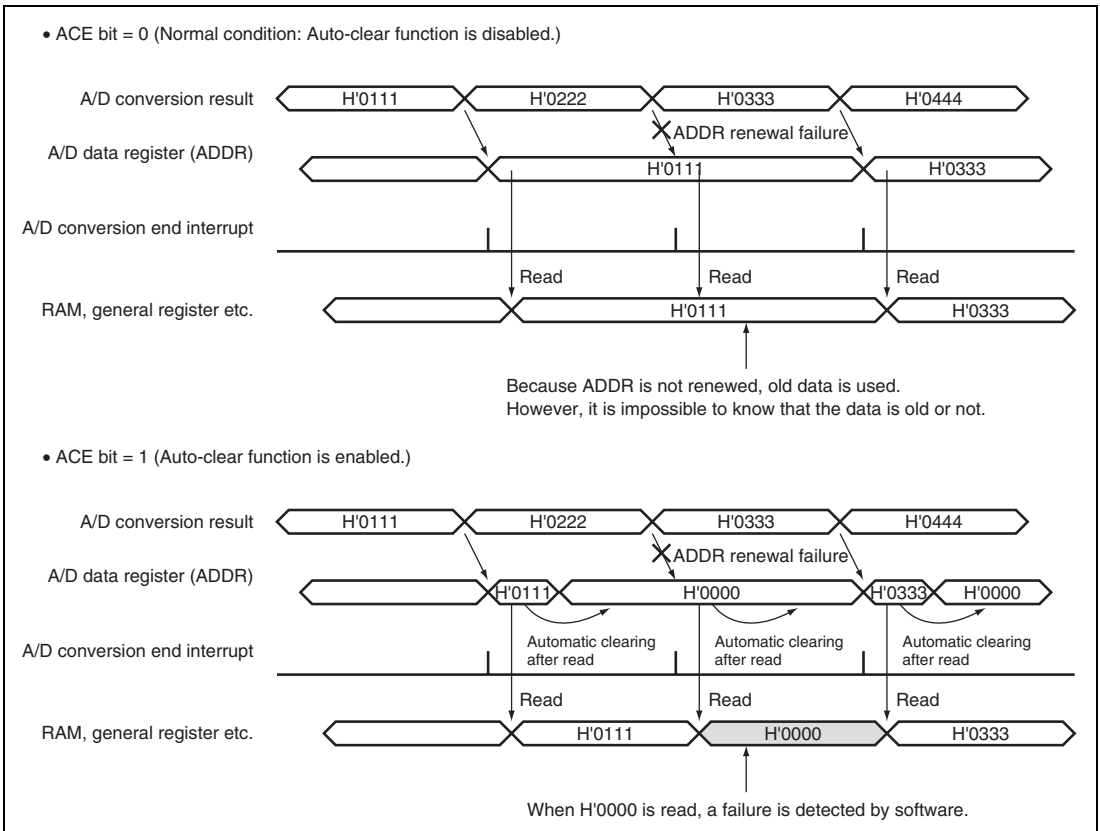 • ACE bit = 0 (Normal condition: Auto-clear function is disabled.)
A/D conversion result
H'0111
H'0222
H'0333
H'0444
ADDR renewal failure
A/D data register (ADDR)
H'0111
H'0333
A/D conversion end interrupt
Read
Read
Read
RAM, general register etc.
H'0111
H'0333
Because ADDR is not renewed, old data is used.
However, it is impossible to know that the data is old or not.
• ACE bit = 1 (Auto-clear function is enabled.)
A/D conversion result
H'0111
H'0222
H'0333
H'0444
ADDR renewal failure
A/D data register (ADDR)
H'0111
H'0000
H'0333
H'0000
Automatic clearing
after read
Automatic clearing
after read
Automatic clearing
after read
A/D conversion end interrupt
Read
Read
Read
RAM, general register etc.
H'0111
H'0000
H'0333
When H'0000 is read, a failure is detected by software.